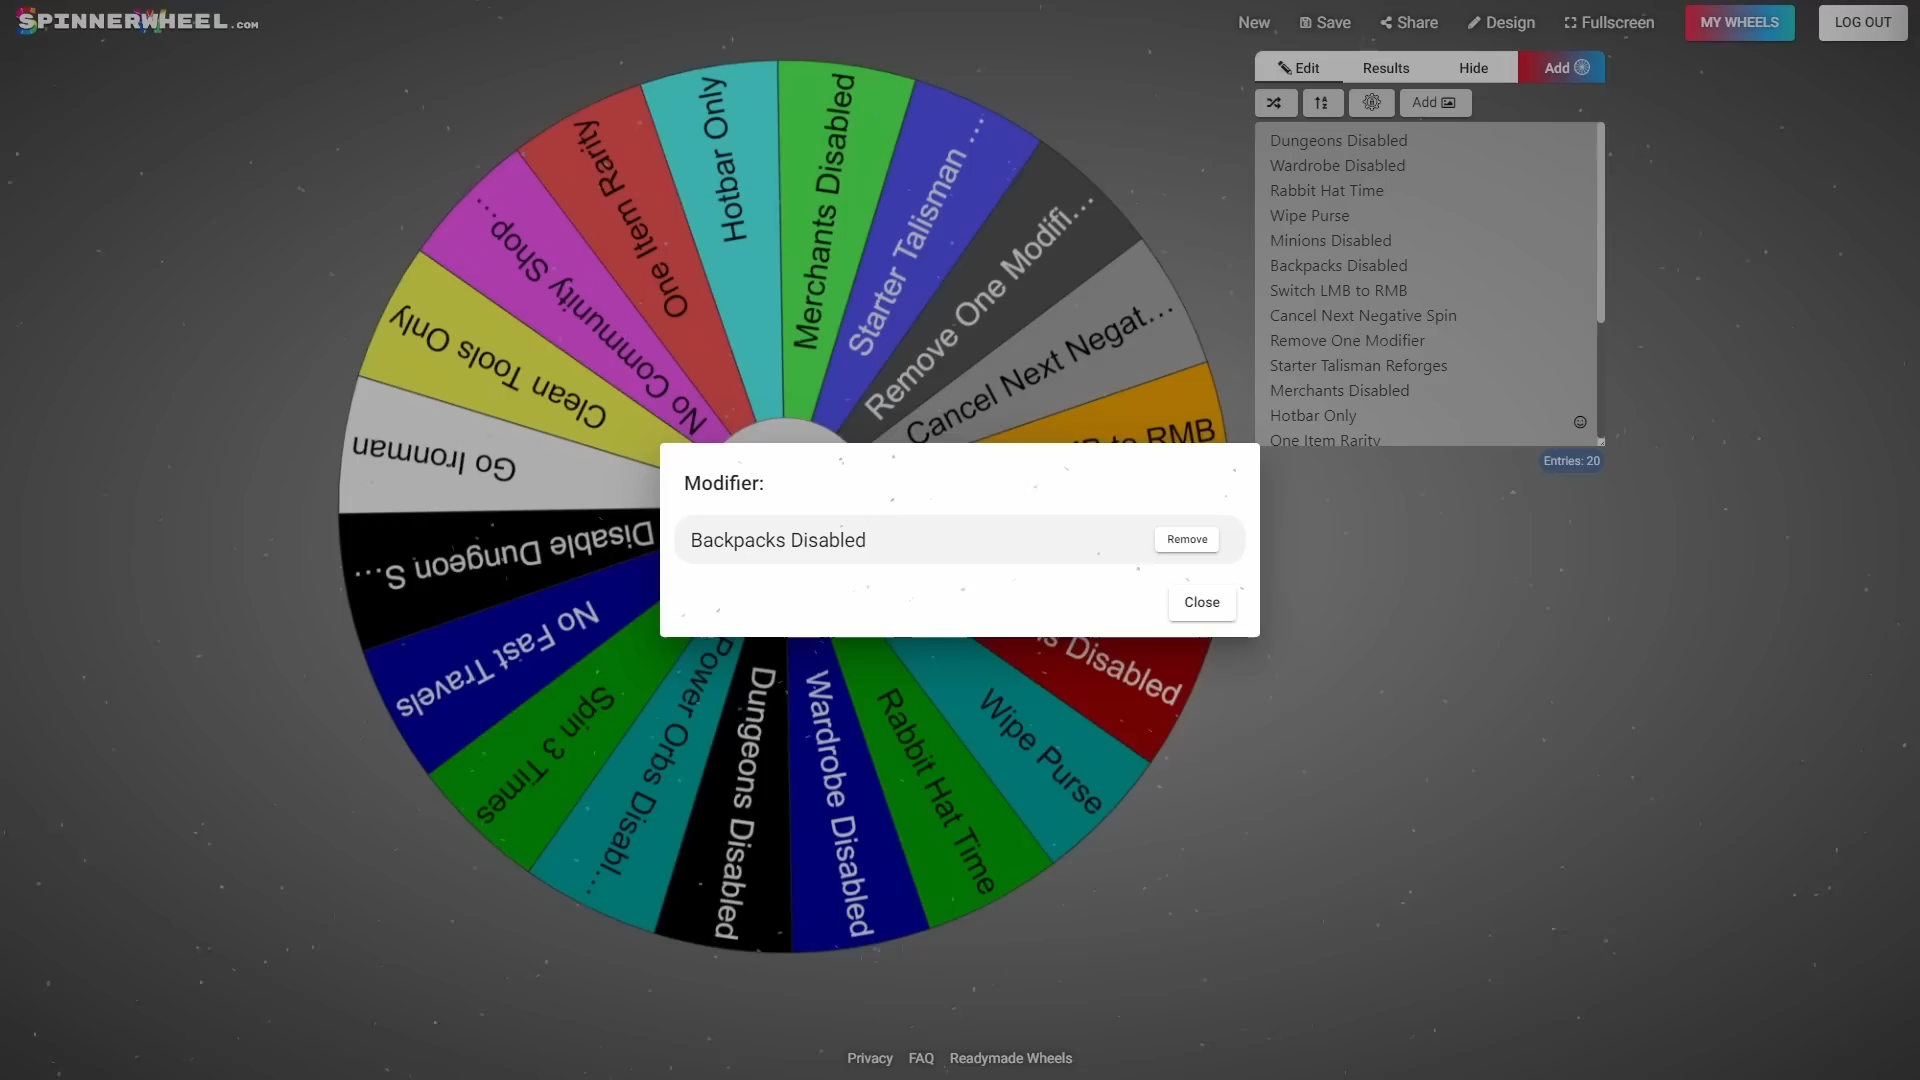 SPINNERWHEEL.COM
New
Save
Share
Design
Fullscreen
MY WHEELS
LOG OUT
Edit
Results
Hide
Add
Add
Dungeons Disabled
Wardrobe Disabled
Rabbit Hat Time
Wipe Purse
Minions Disabled
Backpacks Disabled
Switch LMB to RMB
Cancel Next Negative Spin
Remove One Modifier
Starter Talisman Reforges
Merchants Disabled
Hotbar Only
One Item Rarity
Entries: 20
Hotbar Only
Merchants Disabled
Starter Talisman ...
Remove One Modifi...
Cancel Next Negat...
to RMB
Disabled
Wipe Purse
Rabbit Hat Time
Wardrobe Disabled
Dungeons Disabled
Power Orbs Disabl...
Spin 3 Times
No Fast Travels
Disable Dungeon S...
Go Ironman
Clean Tools Only
No Community Shop...
One Item Rarity
Modifier:
Backpacks Disabled
Remove
Close
Privacy
FAQ
Readymade Wheels